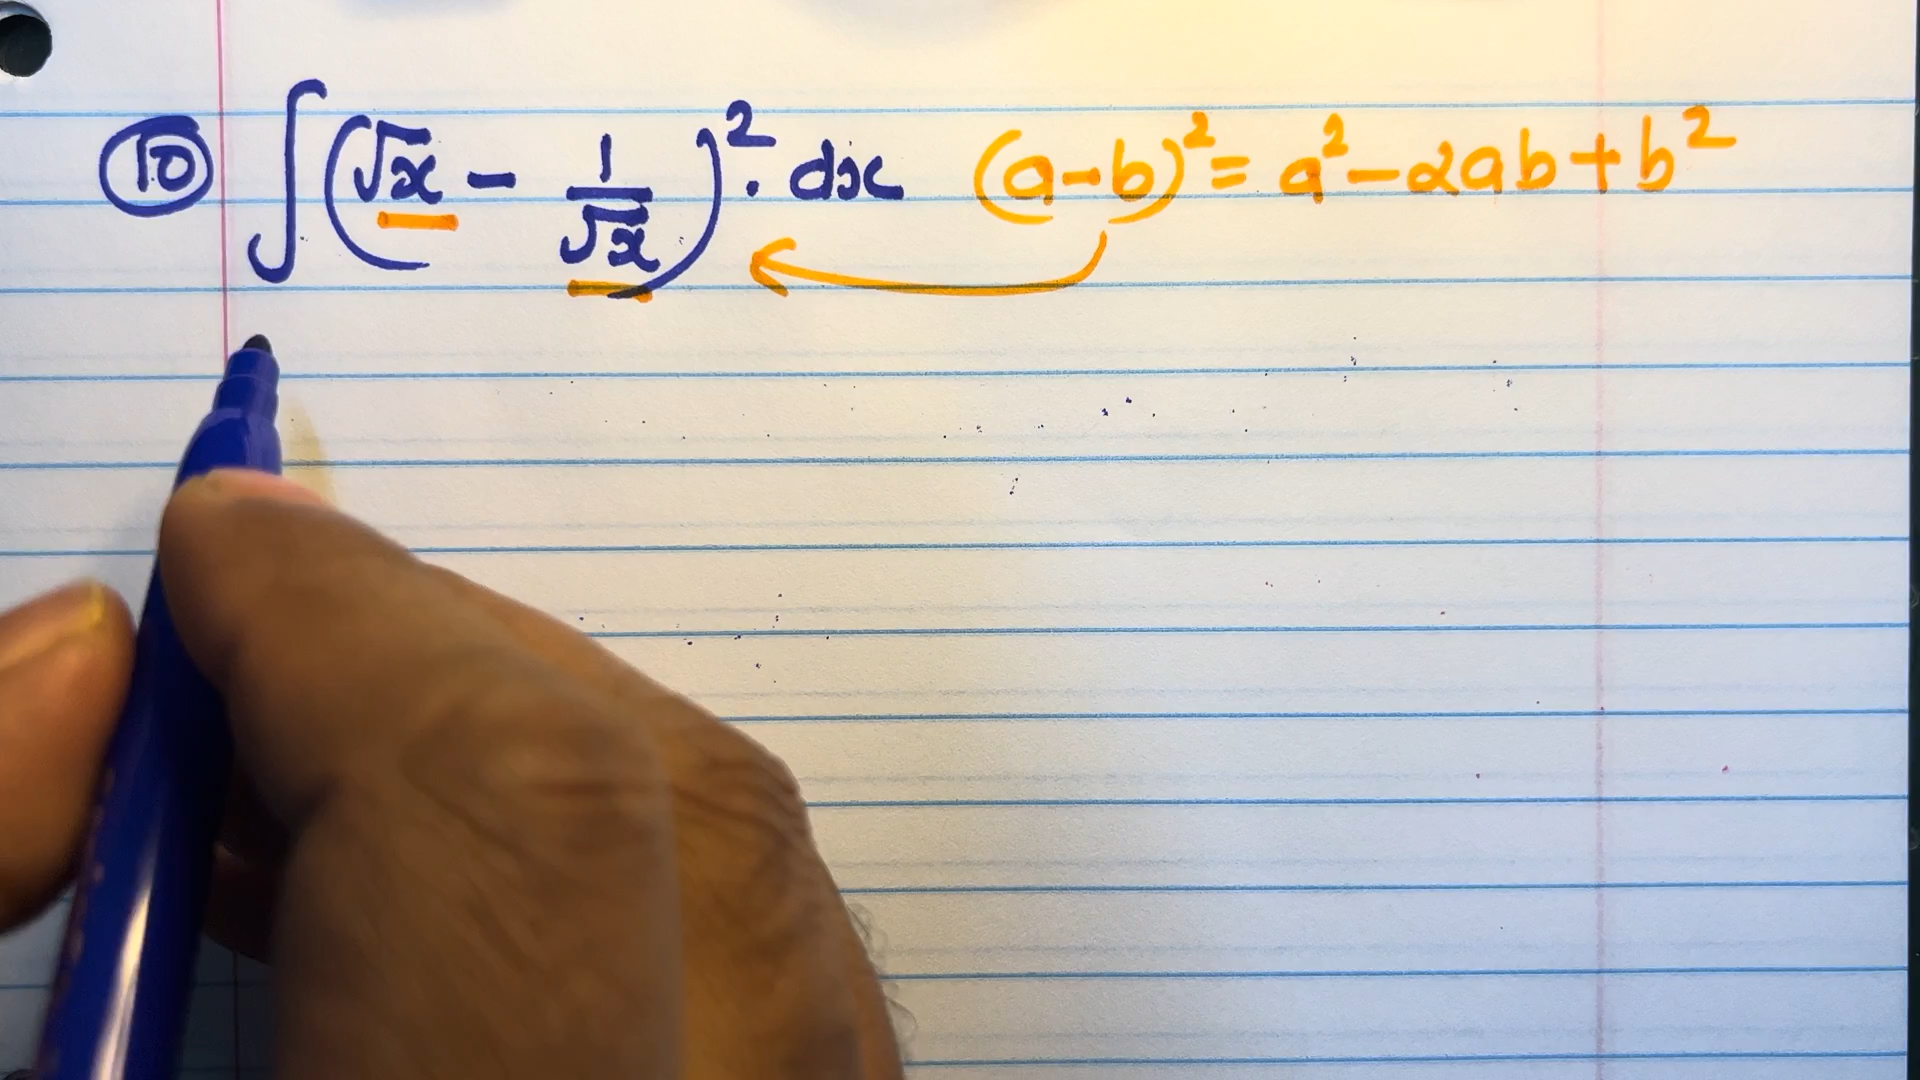 ⑩ ∫(√x - 1/√x)². dx (a-b)² = a² - 2ab + b²